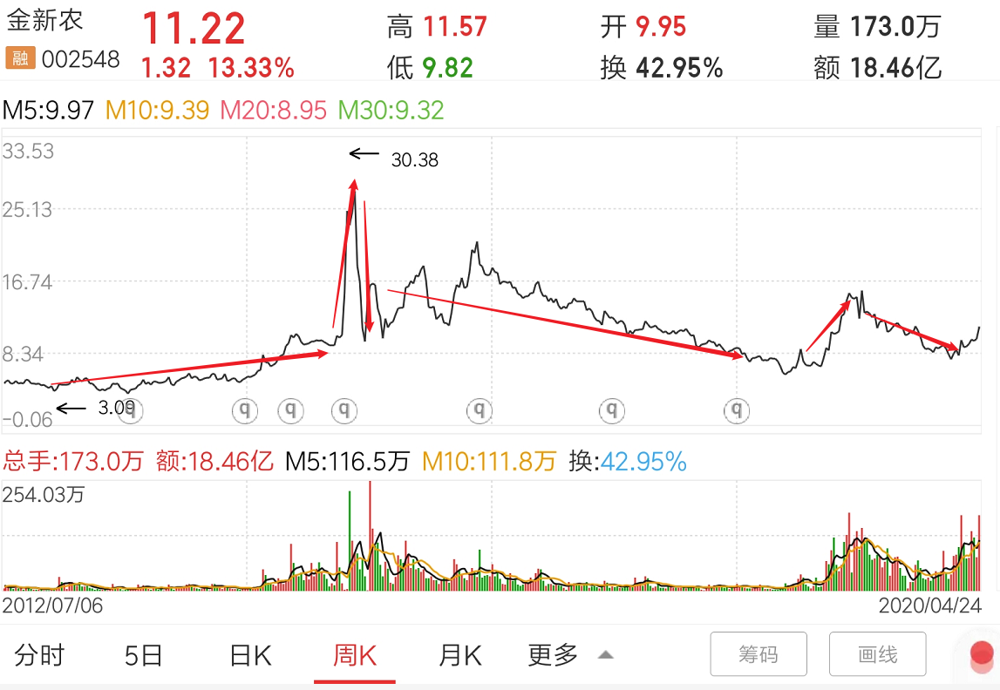 金新农 11.22 高 11.57 开 9.95 量 173.0万
融 002548 1.32 13.33% 低 9.82 换 42.95% 额 18.46亿
M5:9.97 M10:9.39 M20:8.95 M30:9.32
33.53
30.38
25.13
16.74
8.34
3.09
q q q q q q q
-0.06
总手:173.0万 额:18.46亿 M5:116.5万 M10:111.8万 换:42.95%
254.03万
2012/07/06 2020/04/24
分时 5日 日K 周K 月K 更多 筹码 画线